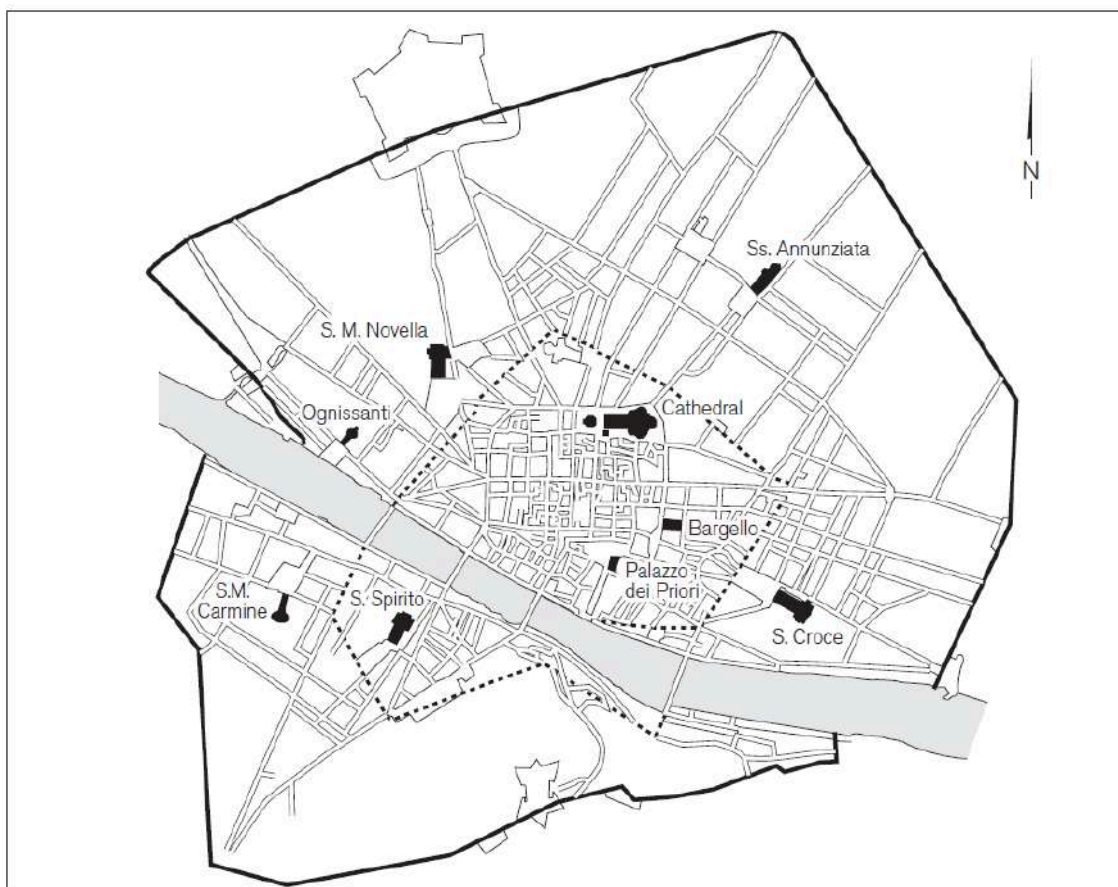 N
Ss. Annunziata
S. M. Novella
Ognissanti
Cathedral
Bargello
Palazzo
dei Priori
S.M.
Carmine
S. Spirito
S. Croce